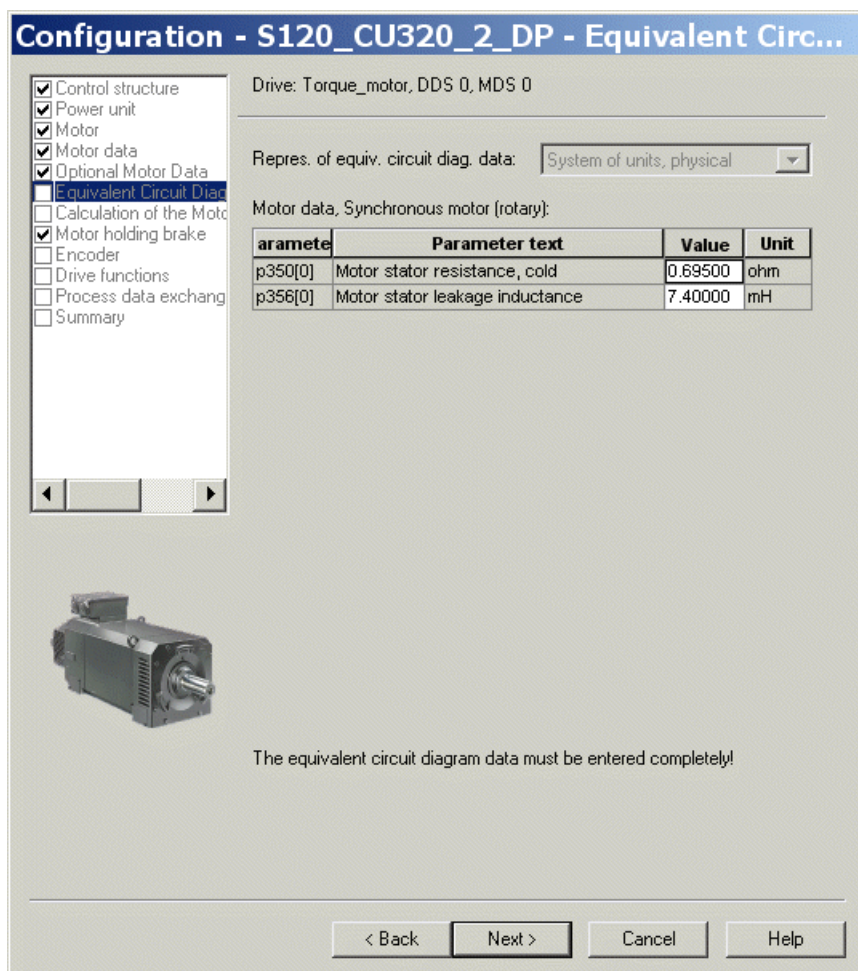 Configuration - S120_CU320_2_DP - Equivalent Circ...
Control structure
Power unit
Motor
Motor data
Optional Motor Data
Equivalent Circuit Diag
Calculation of the Moto
Motor holding brake
Encoder
Drive functions
Process data exchang
Summary
Drive: Torque_motor, DDS 0, MDS 0
Repres. of equiv. circuit diag. data: System of units, physical
Motor data, Synchronous motor (rotary):
aramete Parameter text Value Unit
p350[0] Motor stator resistance, cold 0.69500 ohm
p356[0] Motor stator leakage inductance 7.40000 mH
The equivalent circuit diagram data must be entered completely!
< Back Next > Cancel Help